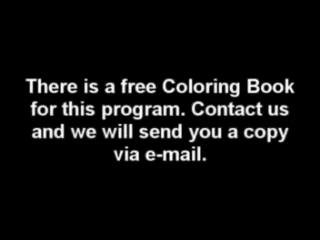 There is a free Coloring Book
for this program. Contact us
and we will send you a copy
via e-mail.